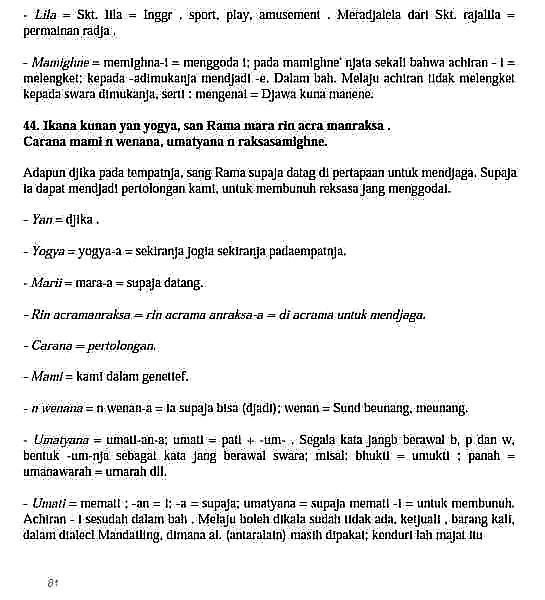 - Lila = Skt. lila = Inggr , sport, play, amusement . Meradjalela dari Skt. rajalila =
permainan radja .
- Mamighne = memighna-i = menggoda i; pada mamighne' njata sekali bahwa achiran - i =
melengket; kepada -adimukanja mendjadi -e. Dalam bah. Melaju achiran tidak melengket
kepada swara dimukanja, serti : mengenai = Djawa kuna manene.
44. Ikana kunan yan yogya, san Rama mara rin acra manraksa .
Carana mami n wenana, umatyana n raksasamighne.
Adapun djika pada tempatnja, sang Rama supaja datag di pertapaan untuk mendjaga. Supaja
ia dapat mendjadi pertolongan kami, untuk membunuh reksasa jang menggodai.
- Yan = djika .
- Yogya = yogya-a = sekiranja jogia sekiranja padaempatnja.
- Marii = mara-a = supaja datang.
- Rin acramanraksa = rin acrama anraksa-a = di acrama untuk mendjaga.
- Carana = pertolongan.
- Mami = kami dalam genetief.
- n wenana = n wenan-a = ia supaja bisa (djadi); wenan = Sund beunang, meunang.
- Umatyana = umati-an-a; umati = pati + -um- . Segala kata jangb berawal b, p dan w,
bentuk -um-nja sebagai kata jang berawal swara; misal; bhukti = umukti ; panah =
umanawarah = umarah dll.
- Umati = memati ; -an = i; -a = supaja; umatyana = supaja memati -i = untuk membunuh.
Achiran - i sesudah dalam bah . Melaju boleh dikala sudah tidak ada, ketjuali , barang kali,
dalam dialect Mandailing, dimana al. (antaralain) masih dipakai; kenduri lah majai itu
81